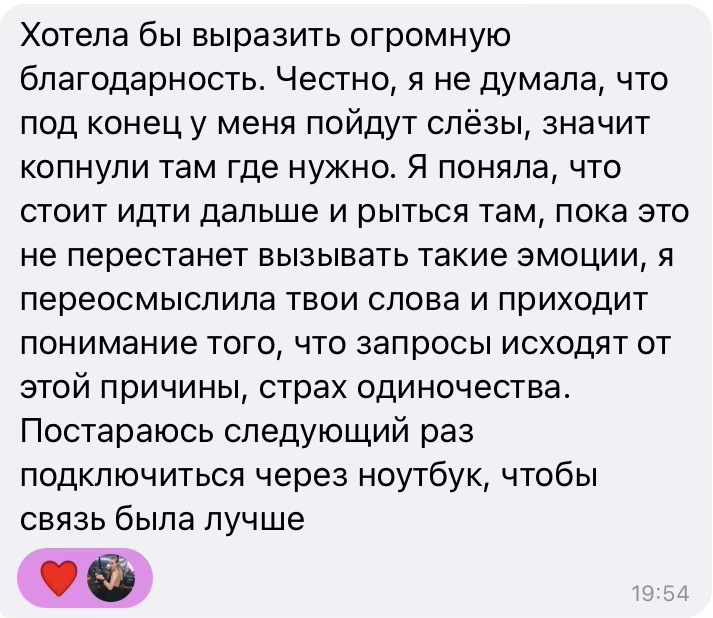 Хотела бы выразить огромную
благодарность. Честно, я не думала, что
под конец у меня пойдут слёзы, значит
копнули там где нужно. Я поняла, что
стоит идти дальше и рыться там, пока это
не перестанет вызывать такие эмоции, я
переосмыслила твои слова и приходит
понимание того, что запросы исходят от
этой причины, страх одиночества.
Постараюсь следующий раз
подключиться через ноутбук, чтобы
связь была лучше
19:54